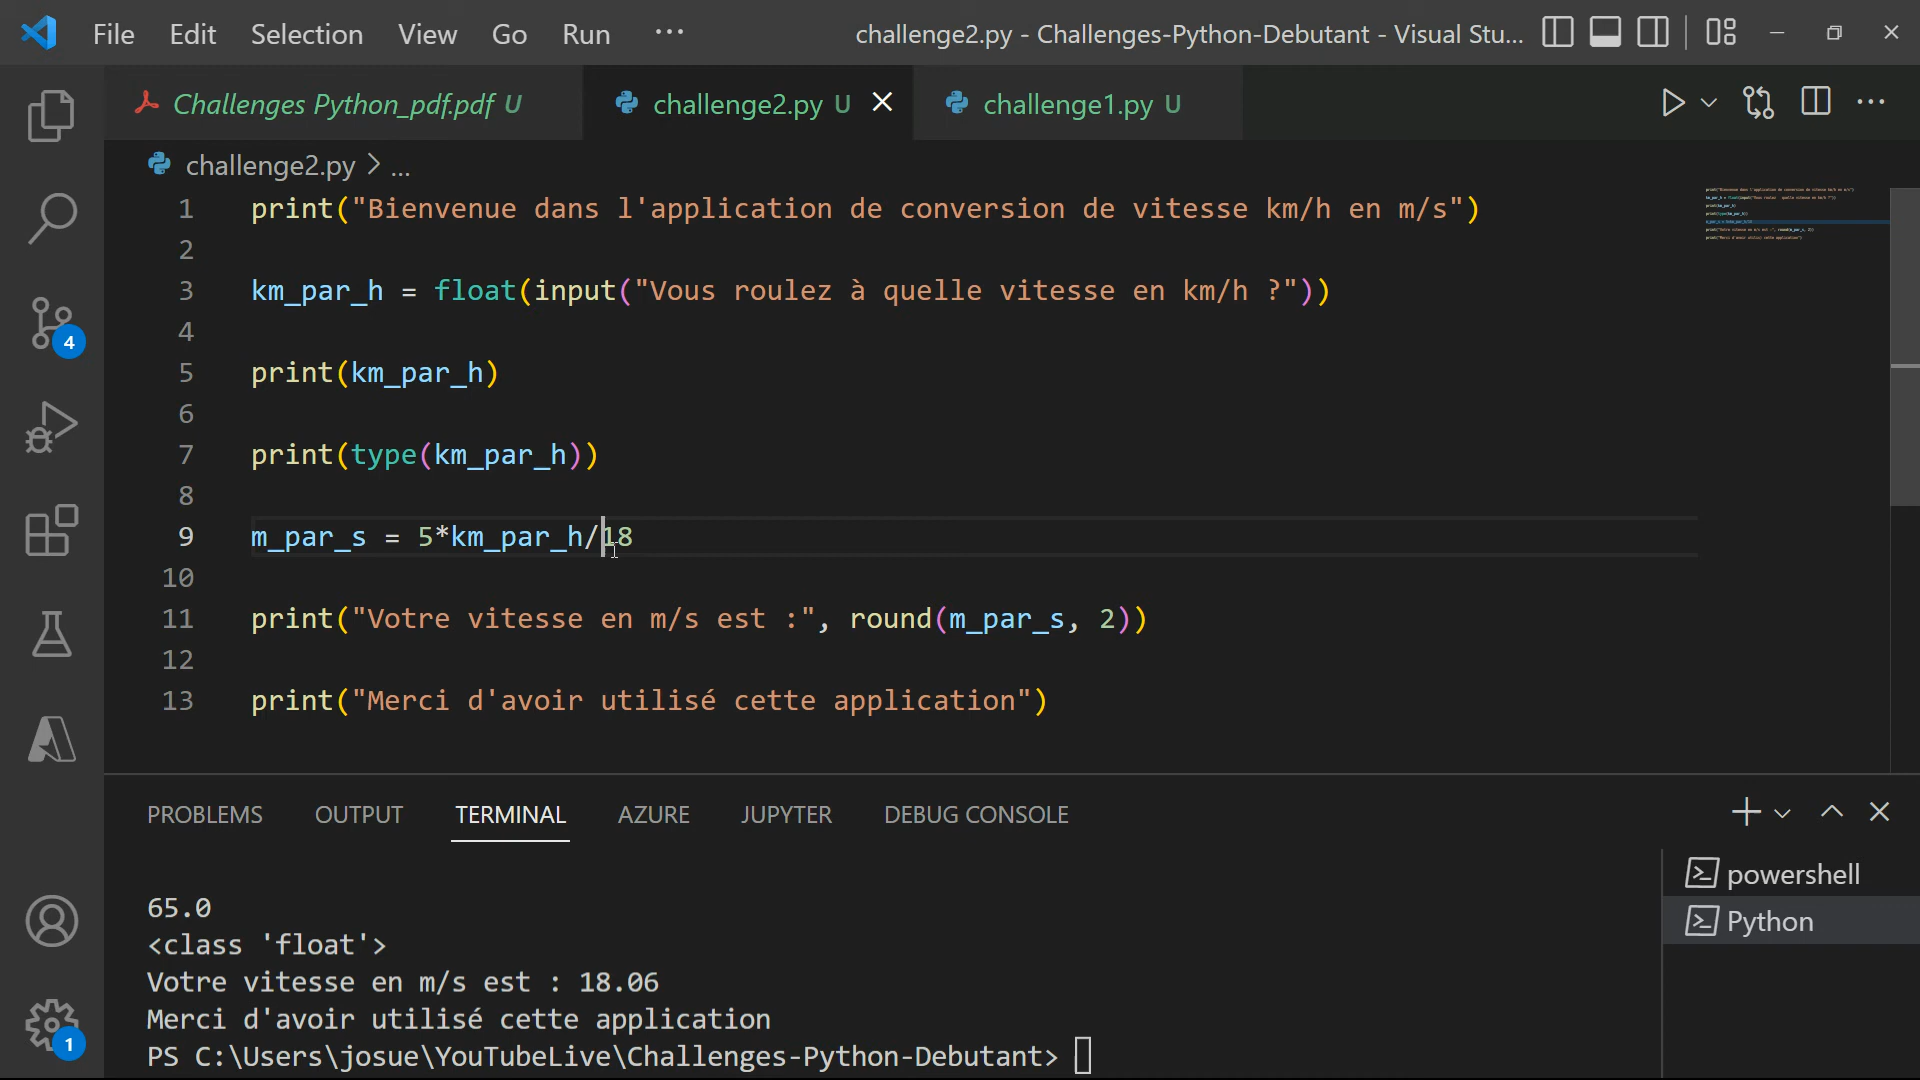 File Edit Selection View Go Run ... challenge2.py - Challenges-Python-Debutant - Visual Stu...
Challenges Python_pdf.pdf U challenge2.py U challenge1.py U
challenge2.py > ...
1 print("Bienvenue dans l'application de conversion de vitesse km/h en m/s")
2
3 km_par_h = float(input("Vous roulez à quelle vitesse en km/h ?"))
4
5 print(km_par_h)
6
7 print(type(km_par_h))
8
9 m_par_s = 5*km_par_h/18
10
11 print("Votre vitesse en m/s est :", round(m_par_s, 2))
12
13 print("Merci d'avoir utilisé cette application")
4
1
PROBLEMS OUTPUT TERMINAL AZURE JUPYTER DEBUG CONSOLE
65.0
<class 'float'>
Votre vitesse en m/s est : 18.06
Merci d'avoir utilisé cette application
PS C:\Users\josue\YouTubeLive\Challenges-Python-Debutant>
powershell
Python